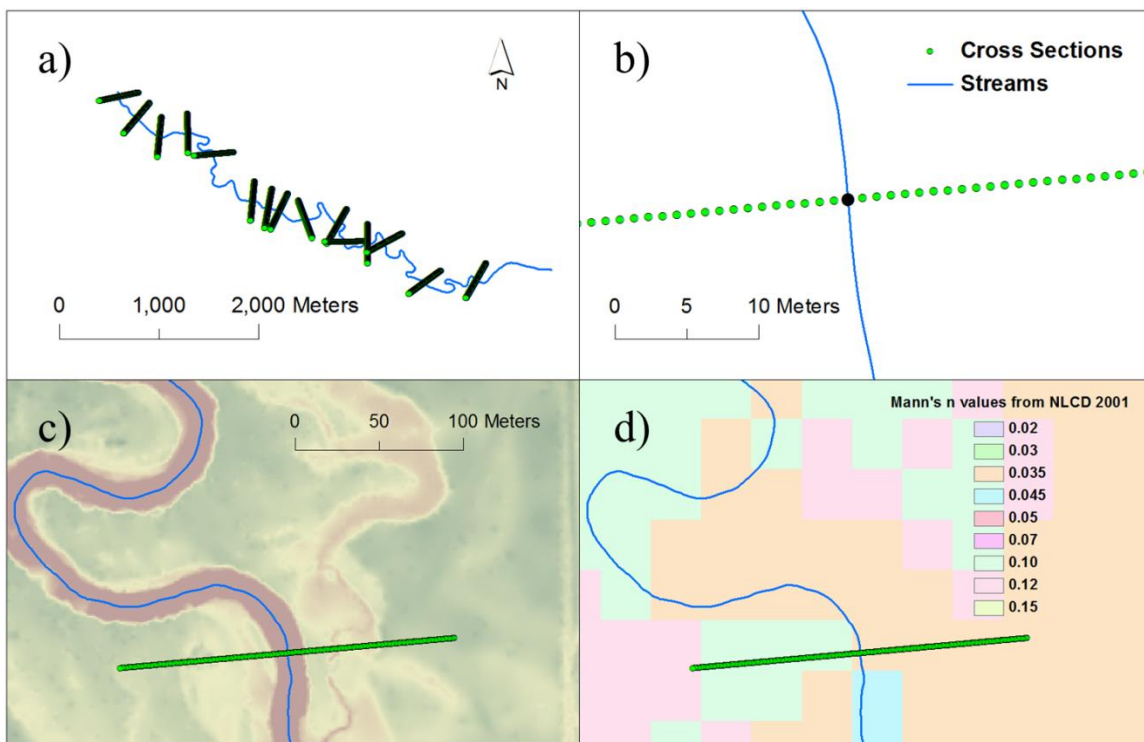 a)
N
0 1,000 2,000 Meters
b)
Cross Sections
Streams
0 5 10 Meters
c)
0 50 100 Meters
d)
Mann's n values from NLCD 2001
0.02
0.03
0.035
0.045
0.05
0.07
0.10
0.12
0.15